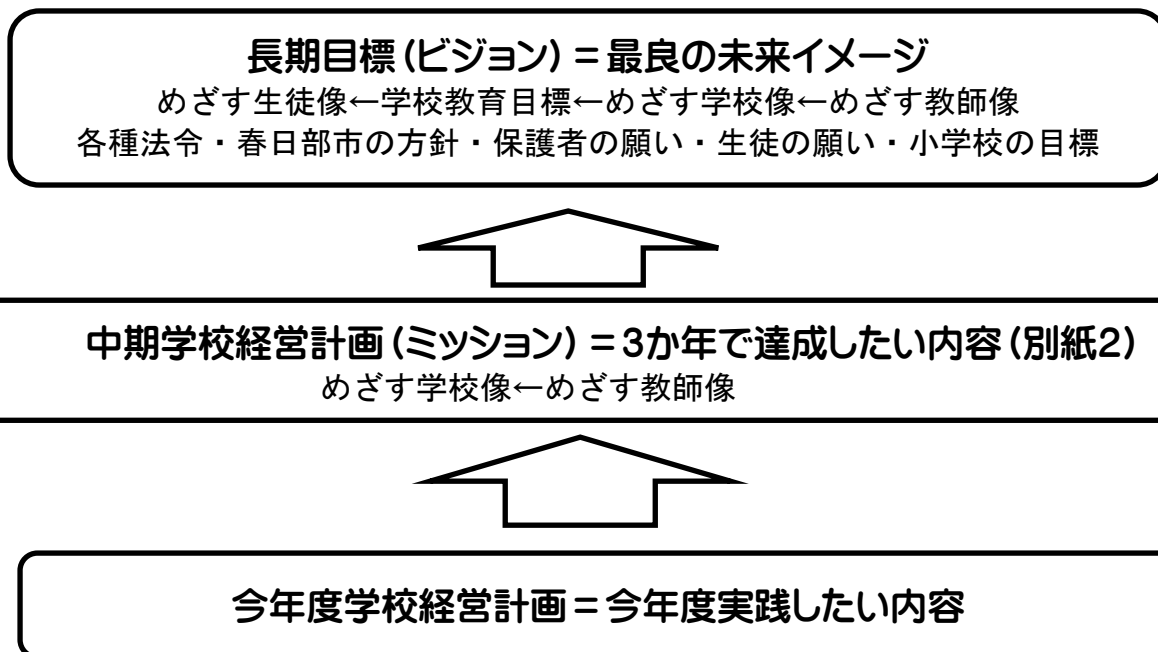 長期目標(ビジョン)=最良の未来イメージ
めざす生徒像←学校教育目標←めざす学校像←めざす教師像
各種法令・春日部市の方針・保護者の願い・生徒の願い・小学校の目標
中期学校経営計画(ミッション)=3か年で達成したい内容(別紙2)
めざす学校像←めざす教師像
今年度学校経営計画=今年度実践したい内容